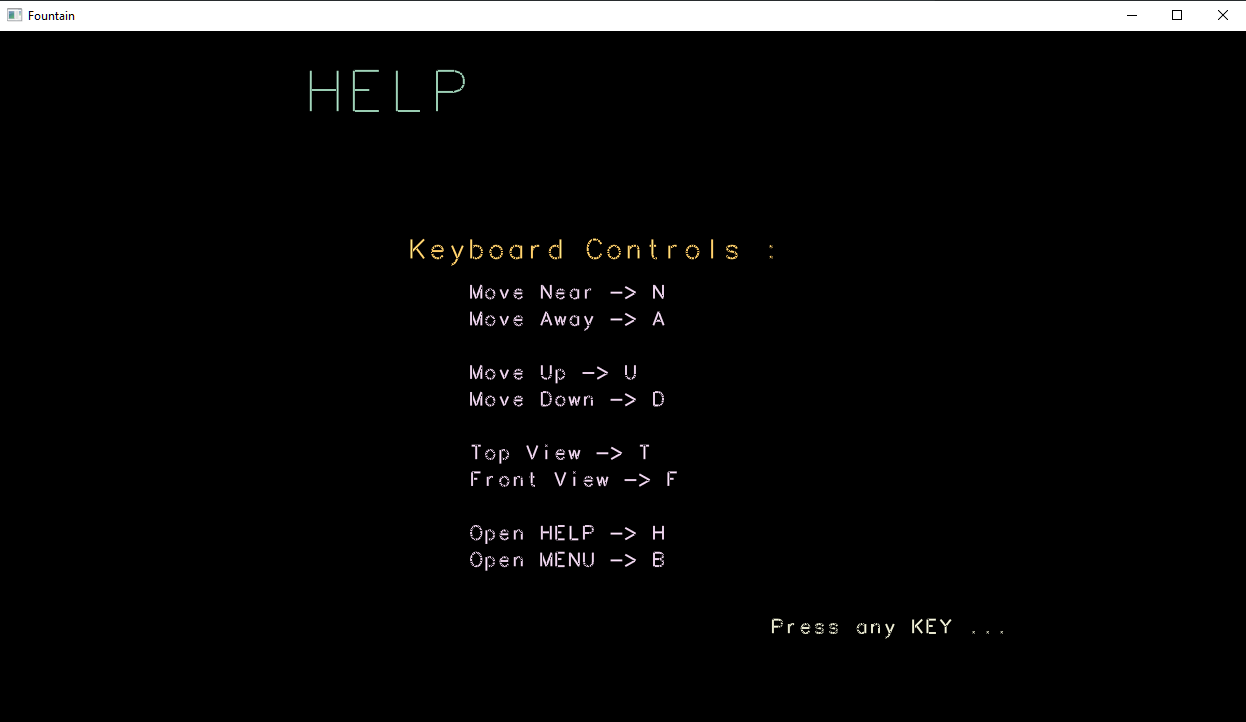 Fountain
HELP
Keyboard Controls :
Move Near -> N
Move Away -> A
Move Up -> U
Move Down -> D
Top View -> T
Front View -> F
Open HELP -> H
Open MENU -> B
Press any KEY ...